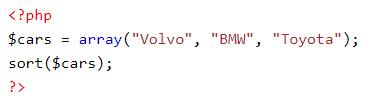 <?php
$cars = array("Volvo", "BMW", "Toyota");
sort($cars);
?>